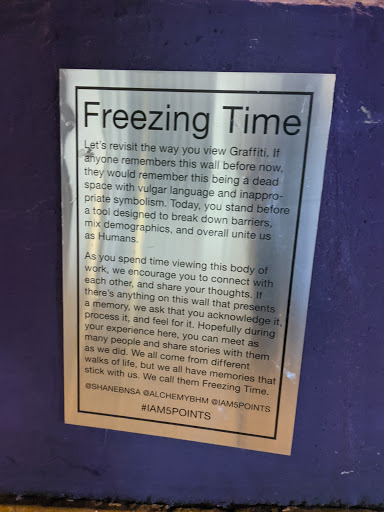 Freezing Time
Let's revisit the way you view Graffiti. If
anyone remembers this wall before now,
they would remember this being a dead
space with vulgar language and inappro-
priate symbolism. Today, you stand before
a tool designed to break down barriers,
mix demographics, and overall unite us
as Humans.
As you spend time viewing this body of
work, we encourage you to connect with
each other, and share your thoughts. If
there's anything on this wall that presents
a memory, we ask that you acknowledge it,
process it, and feel for it. Hopefully during
your experience here, you can meet as
many people and share stories with them
as we did. We all come from different
walks of life, but we all have memories that
stick with us. We call them Freezing Time.
@SHANEBNSA @ALCHEMYBHM @IAM5POINTS
#IAM5POINTS